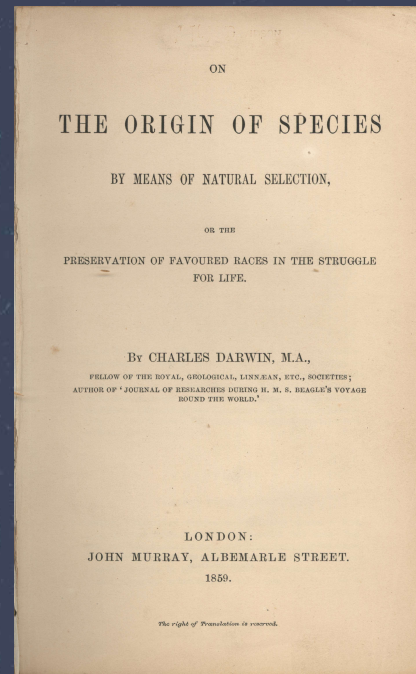 ON
THE ORIGIN OF SPECIES
BY MEANS OF NATURAL SELECTION,
OR THE
PRESERVATION OF FAVOURED RACES IN THE STRUGGLE
FOR LIFE.
BY CHARLES DARWIN, M.A.,
FELLOW OF THE ROYAL, GEOLOGICAL, LINNÆAN, ETC., SOCIETIES;
AUTHOR OF ‘JOURNAL OF RESEARCHES DURING H. M. S. BEAGLE’S VOYAGE
ROUND THE WORLD.’
LONDON:
JOHN MURRAY, ALBEMARLE STREET.
1859.
The right of Translation is reserved.